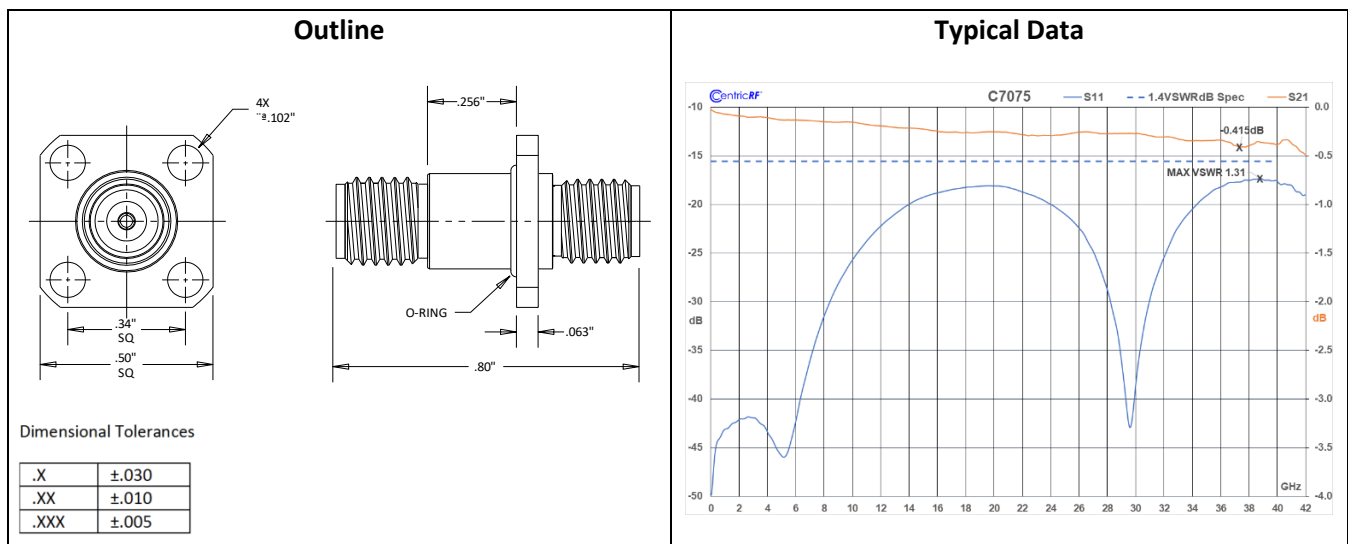 Outline
Typical Data
4X
¨ª.102"
.256"
O-RING
.063"
.34"
SQ
.50"
SQ
.80"
Dimensional Tolerances
.X ±.030
.XX ±.010
.XXX ±.005
CentricRF™ C7075 S11 1.4VSWRdB Spec S21
-10 0.0
-0.415dB
-15 -0.5
MAX VSWR 1.31
-20 -1.0
-25 -1.5
-30 -2.0
dB dB
-35 -2.5
-40 -3.0
-45 -3.5
GHz
-50 -4.0
0 2 4 6 8 10 12 14 16 18 20 22 24 26 28 30 32 34 36 38 40 42